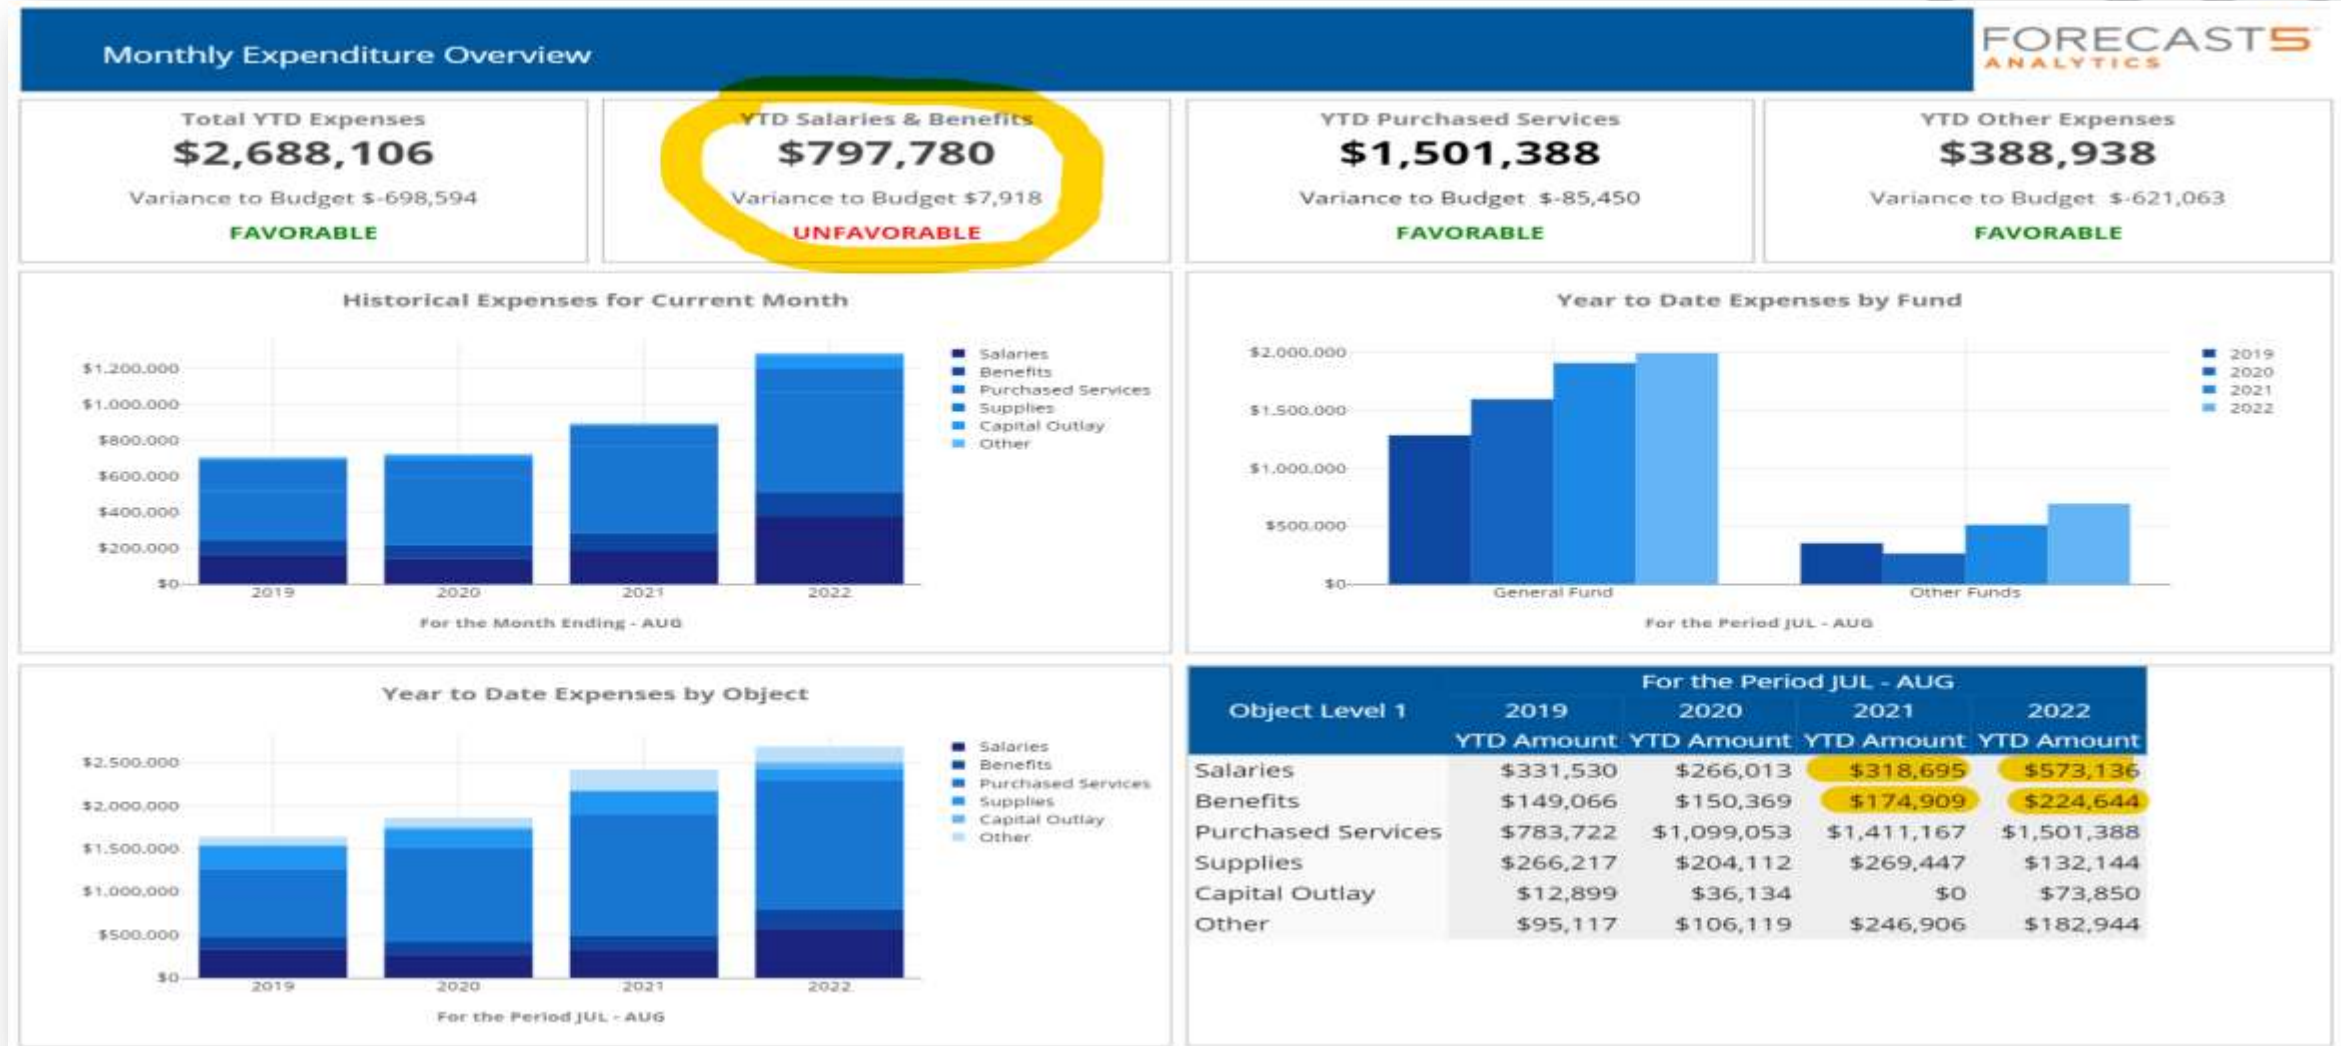 Monthly Expenditure Overview
FORECAST5
ANALYTICS
Total YTD Expenses
$2,688,106
Variance to Budget $-698,594
FAVORABLE
YTD Salaries & Benefits
$797,780
Variance to Budget $7,918
UNFAVORABLE
YTD Purchased Services
$1,501,388
Variance to Budget $-85,450
FAVORABLE
YTD Other Expenses
$388,938
Variance to Budget $-621,063
FAVORABLE
Historical Expenses for Current Month
$1,200,000
$1,000,000
$800,000
$600,000
$400,000
$200,000
$0
2019 2020 2021 2022
For the Month Ending - AUG
Salaries
Benefits
Purchased Services
Supplies
Capital Outlay
Other
Year to Date Expenses by Fund
$2,000,000
$1,500,000
$1,000,000
$500,000
$0
General Fund Other Funds
For the Period JUL - AUG
2019
2020
2021
2022
Year to Date Expenses by Object
$2,500,000
$2,000,000
$1,500,000
$1,000,000
$500,000
$0
2019 2020 2021 2022
For the Period JUL - AUG
Salaries
Benefits
Purchased Services
Supplies
Capital Outlay
Other
For the Period JUL - AUG
Object Level 1 2019 2020 2021 2022
YTD Amount YTD Amount YTD Amount YTD Amount
Salaries $331,530 $266,013 $318,695 $573,136
Benefits $149,066 $150,369 $174,909 $224,644
Purchased Services $783,722 $1,099,053 $1,411,167 $1,501,388
Supplies $266,217 $204,112 $269,447 $132,144
Capital Outlay $12,899 $36,134 $0 $73,850
Other $95,117 $106,119 $246,906 $182,944